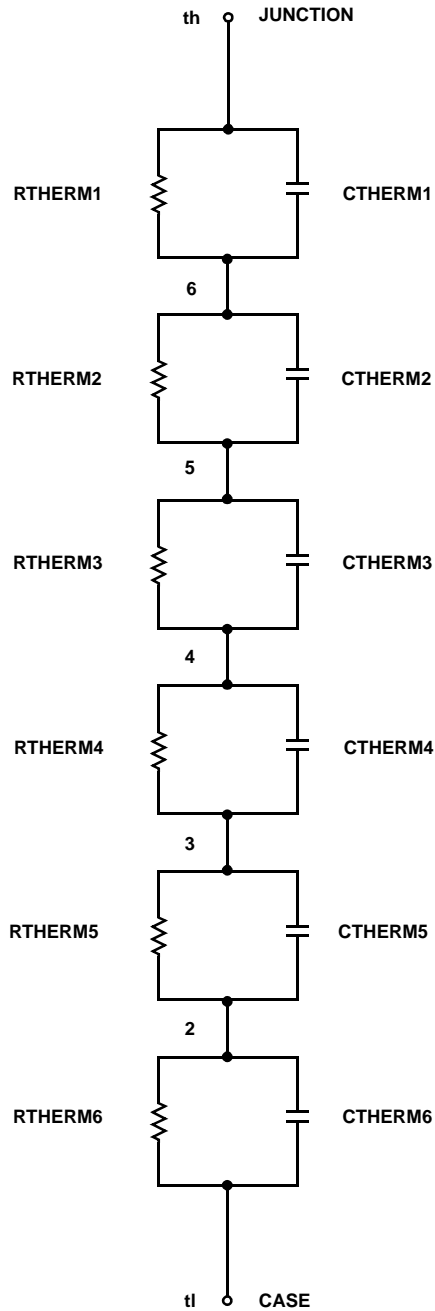 th JUNCTION
RTHERM1 CTHERM1
6
RTHERM2 CTHERM2
5
RTHERM3 CTHERM3
4
RTHERM4 CTHERM4
3
RTHERM5 CTHERM5
2
RTHERM6 CTHERM6
tl CASE